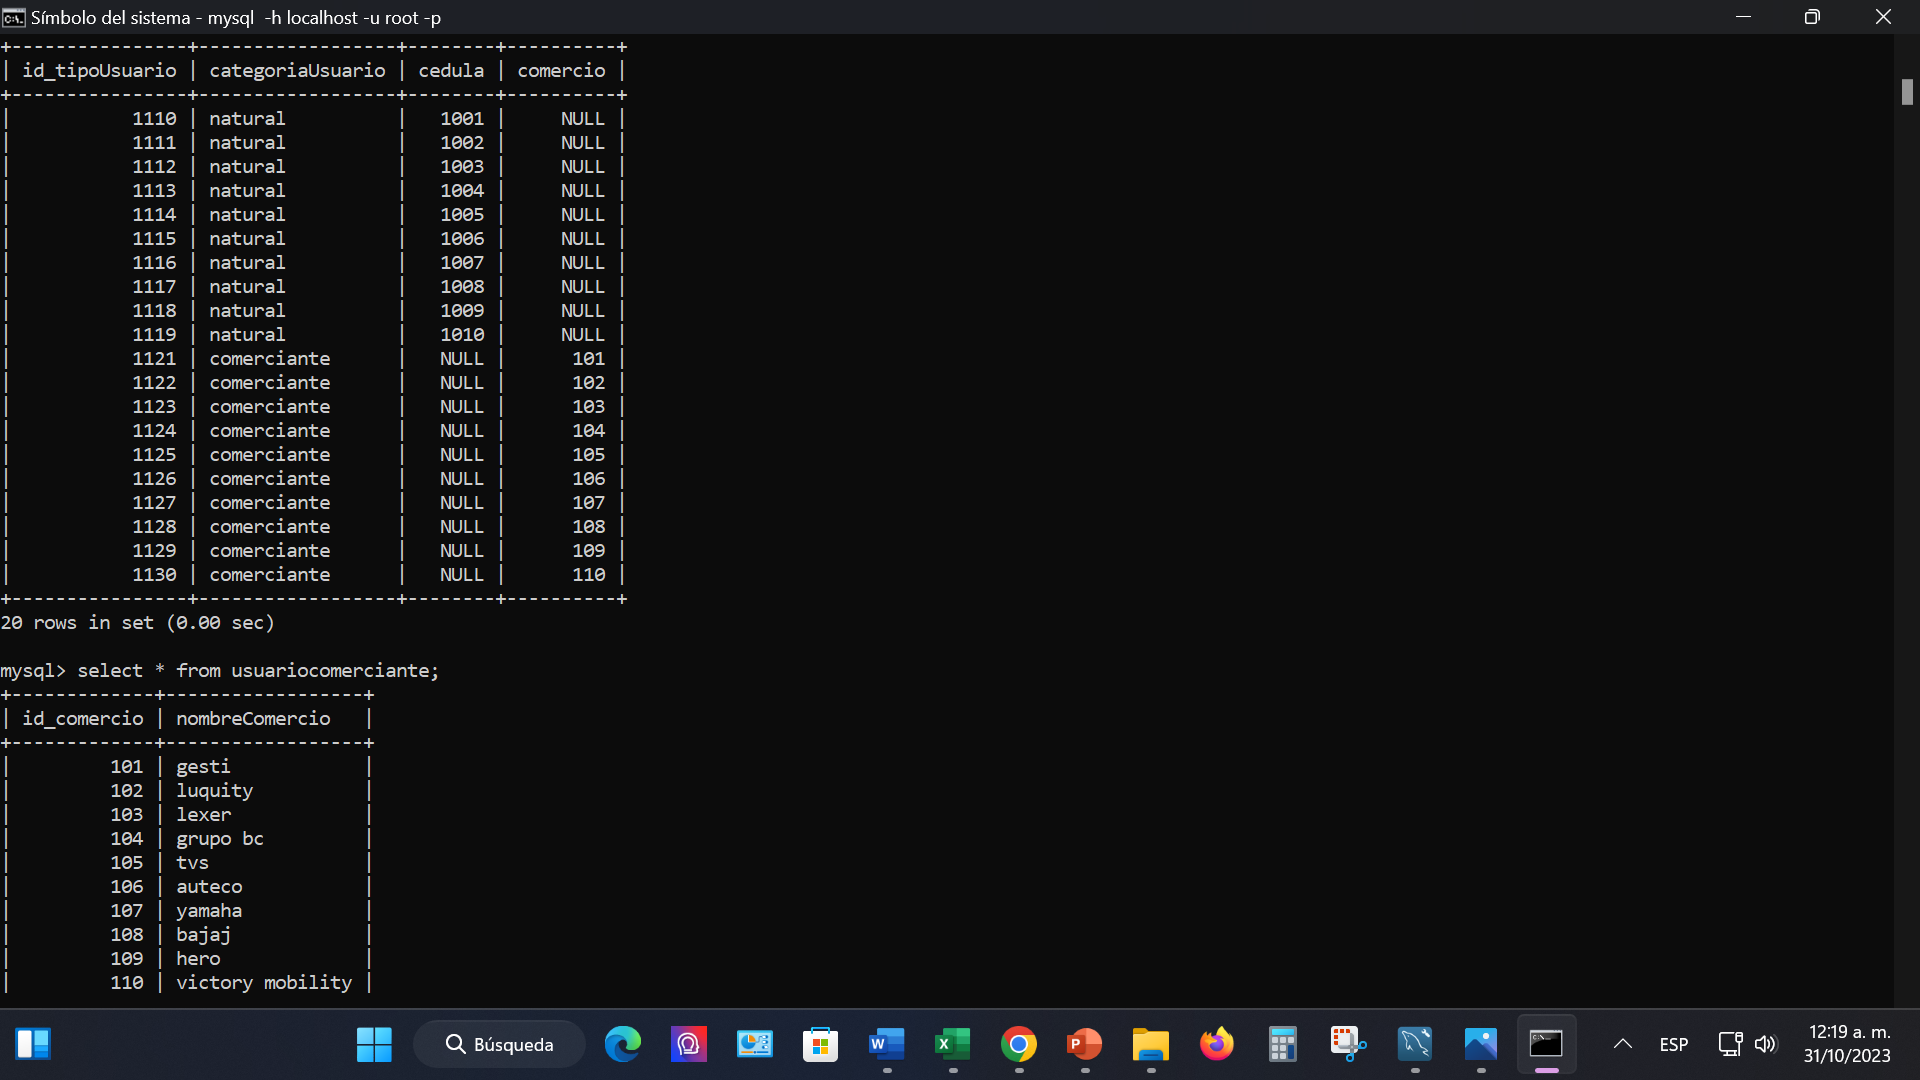 Símbolo del sistema - mysql  -h localhost -u root -p
+----------------+------------------+--------+----------+
| id_tipoUsuario | categoriaUsuario | cedula | comercio |
+----------------+------------------+--------+----------+
|           1110 | natural          |   1001 |     NULL |
|           1111 | natural          |   1002 |     NULL |
|           1112 | natural          |   1003 |     NULL |
|           1113 | natural          |   1004 |     NULL |
|           1114 | natural          |   1005 |     NULL |
|           1115 | natural          |   1006 |     NULL |
|           1116 | natural          |   1007 |     NULL |
|           1117 | natural          |   1008 |     NULL |
|           1118 | natural          |   1009 |     NULL |
|           1119 | natural          |   1010 |     NULL |
|           1121 | comerciante      |   NULL |      101 |
|           1122 | comerciante      |   NULL |      102 |
|           1123 | comerciante      |   NULL |      103 |
|           1124 | comerciante      |   NULL |      104 |
|           1125 | comerciante      |   NULL |      105 |
|           1126 | comerciante      |   NULL |      106 |
|           1127 | comerciante      |   NULL |      107 |
|           1128 | comerciante      |   NULL |      108 |
|           1129 | comerciante      |   NULL |      109 |
|           1130 | comerciante      |   NULL |      110 |
+----------------+------------------+--------+----------+
20 rows in set (0.00 sec)
mysql> select * from usuariocomerciante;
+-------------+------------------+
| id_comercio | nombreComercio   |
+-------------+------------------+
|         101 | gesti            |
|         102 | luquity          |
|         103 | lexer            |
|         104 | grupo bc         |
|         105 | tvs              |
|         106 | auteco           |
|         107 | yamaha           |
|         108 | bajaj            |
|         109 | hero             |
|         110 | victory mobility |
Búsqueda
ESP
12:19 a. m.
31/10/2023